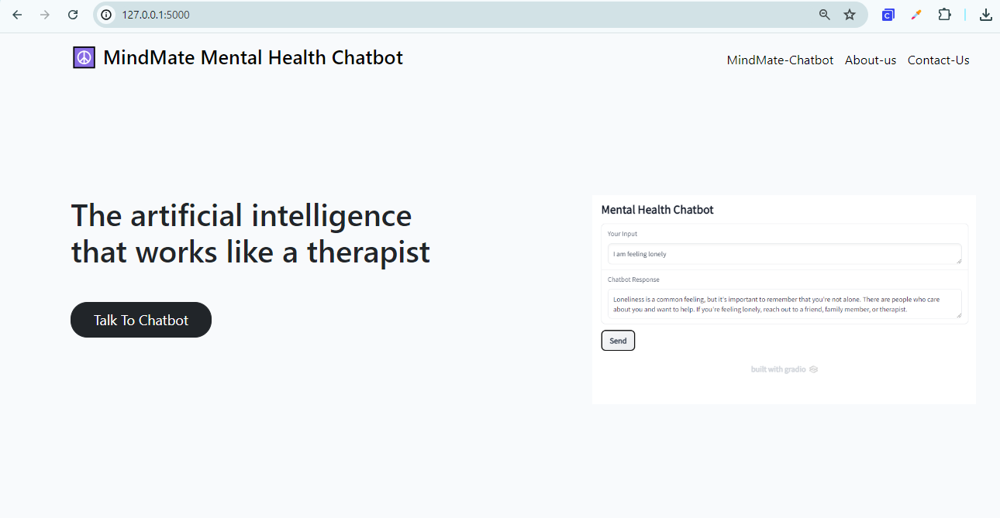 127.0.0.1:5000
MindMate Mental Health Chatbot
MindMate-Chatbot About-us Contact-Us
The artificial intelligence
that works like a therapist
Talk To Chatbot
Mental Health Chatbot
Your Input
I am feeling lonely
Chatbot Response
Loneliness is a common feeling, but it's important to remember that you're not alone. There are people who care
about you and want to help. If you're feeling lonely, reach out to a friend, family member, or therapist.
Send
built with gradio